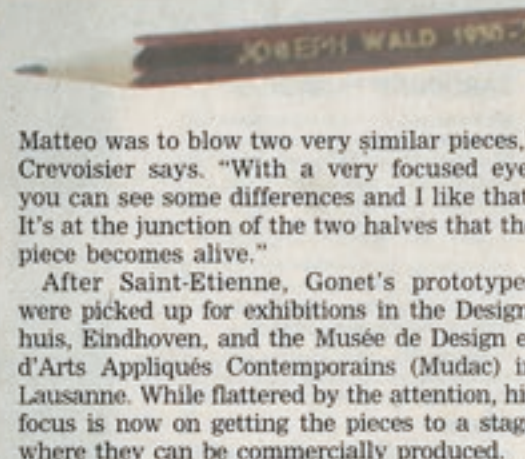 JOSEPH WALD 1930-
Matteo was to blow two very similar pieces,
Crevoisier says. “With a very focused eye
you can see some differences and I like that
It's at the junction of the two halves that th
piece becomes alive.”
After Saint-Etienne, Gonet's prototype
were picked up for exhibitions in the Design
huis, Eindhoven, and the Musée de Design e
d'Arts Appliqués Contemporains (Mudac) i
Lausanne. While flattered by the attention, hi
focus is now on getting the pieces to a stag
where they can be commercially produced.